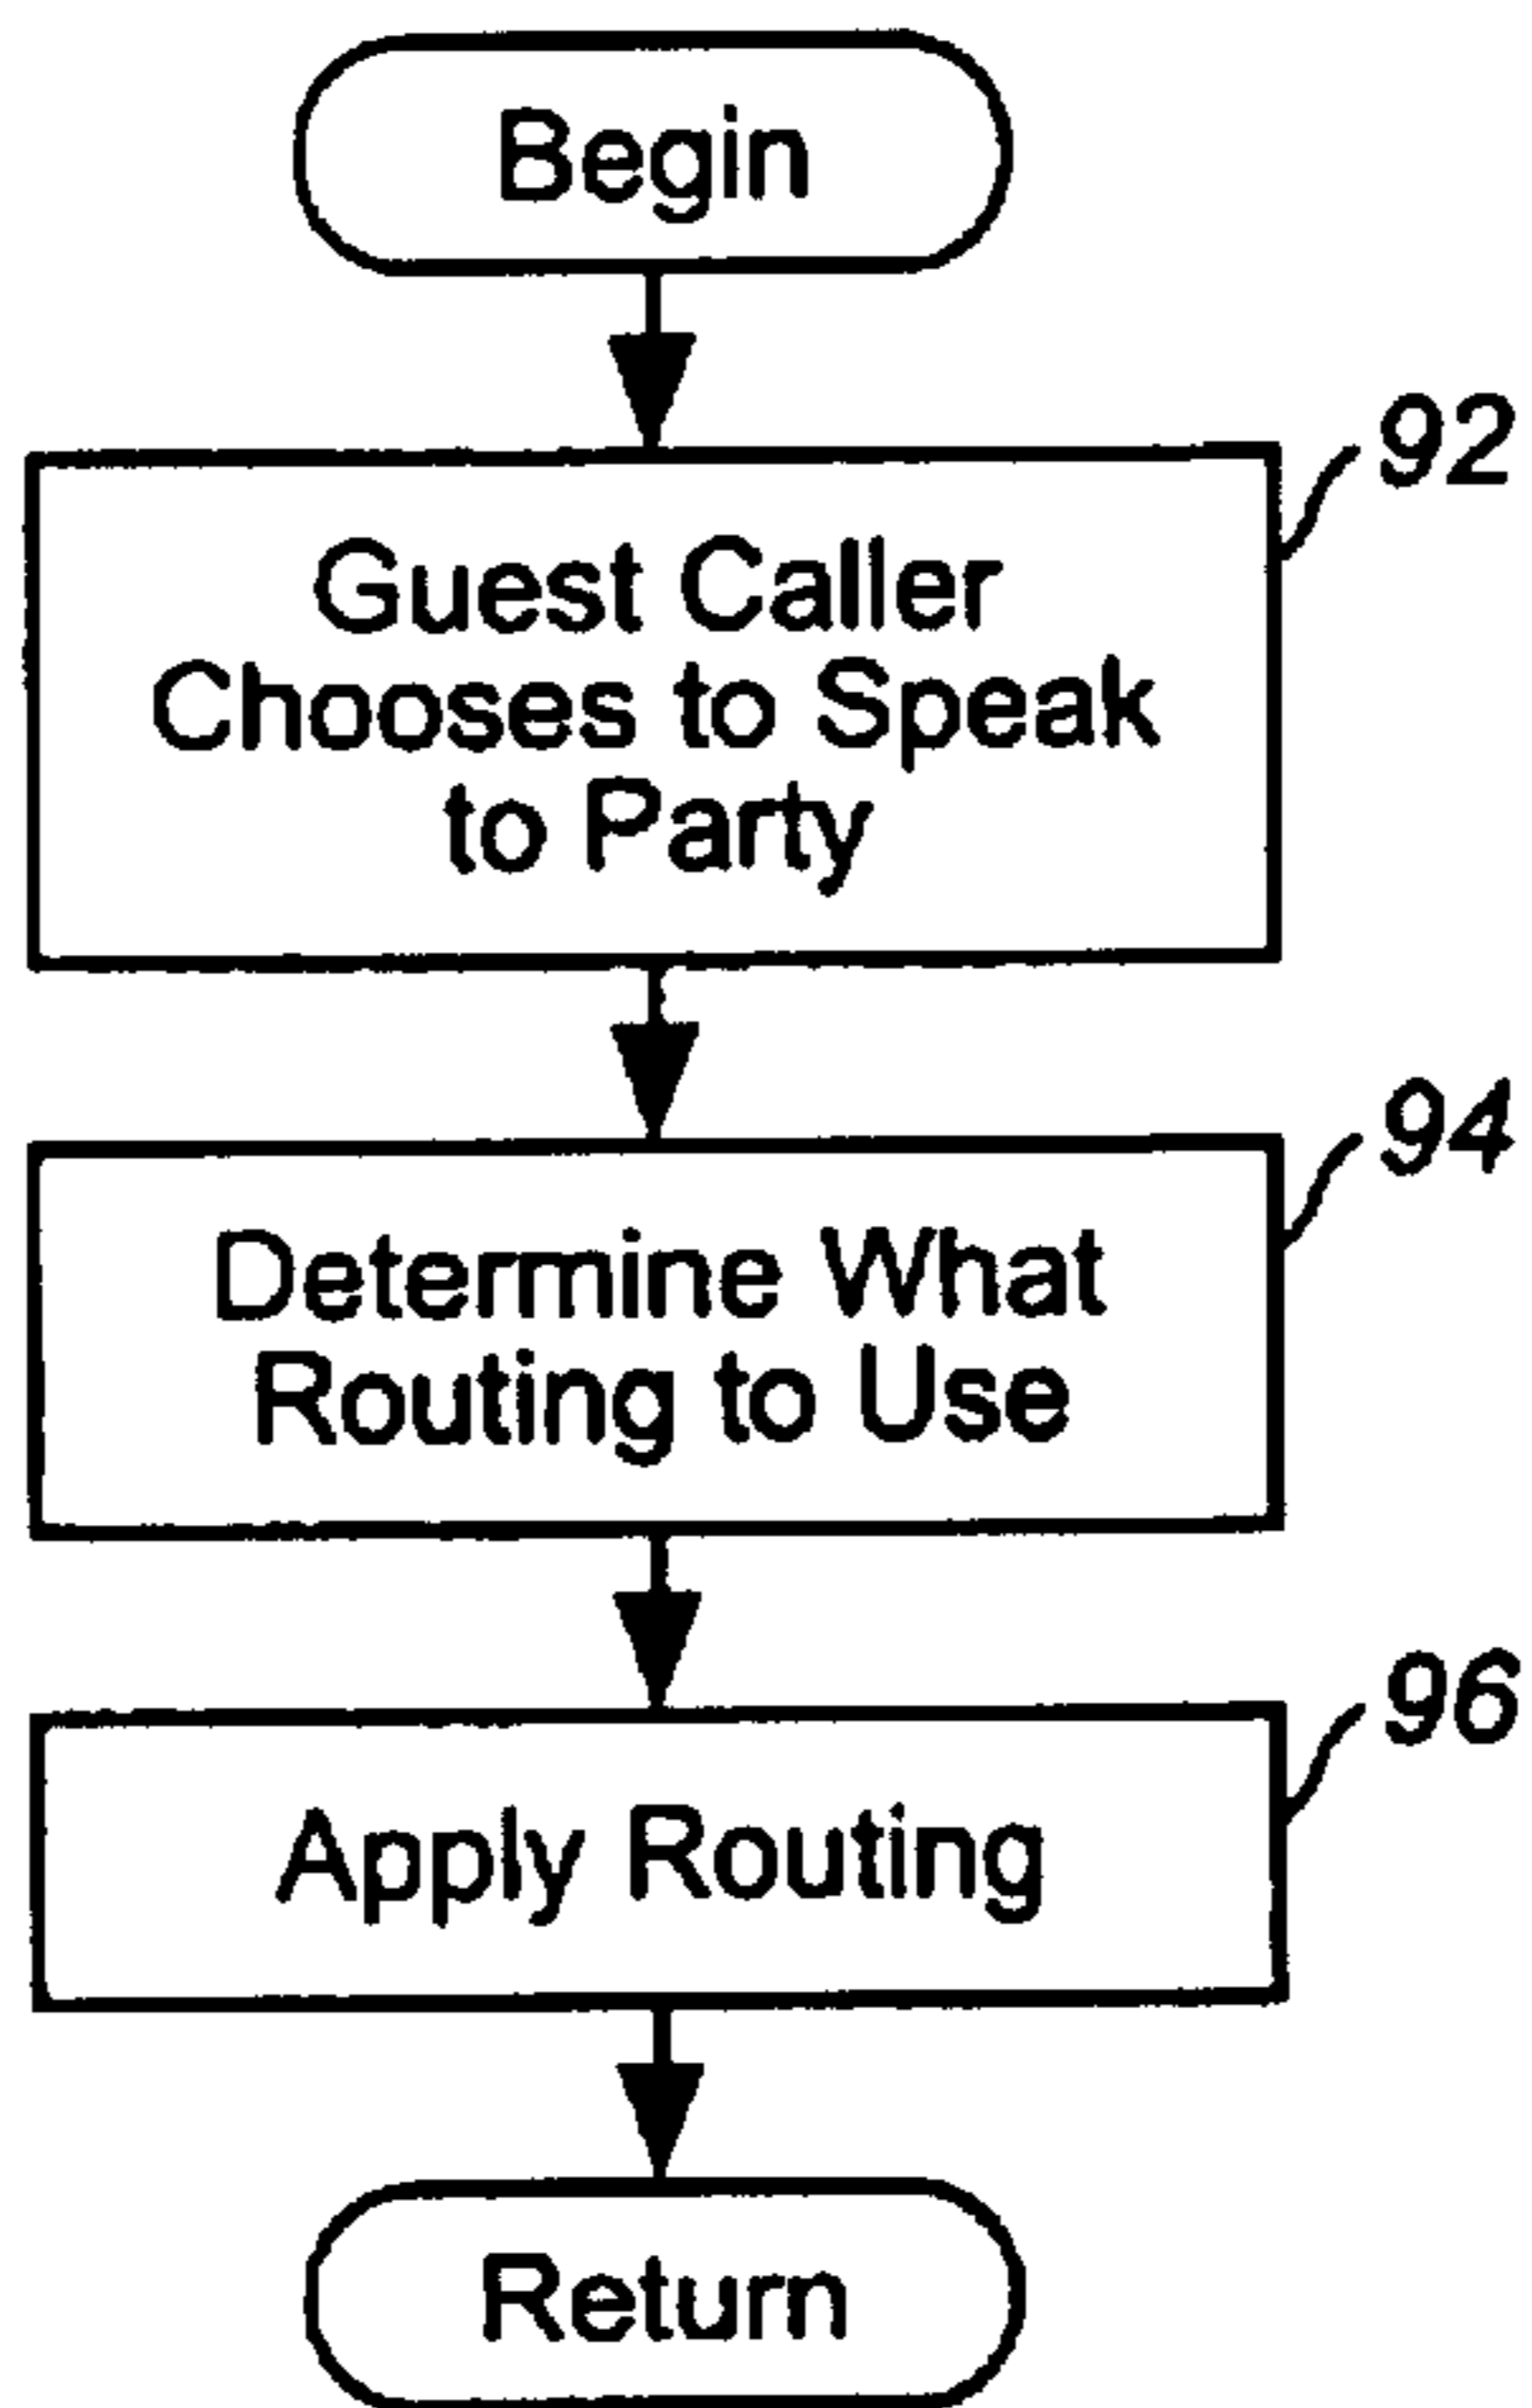 Begin
92
Guest Caller
Chooses to Speak
to Party
94
Determine What
Routing to Use
96
Apply Routing
Return